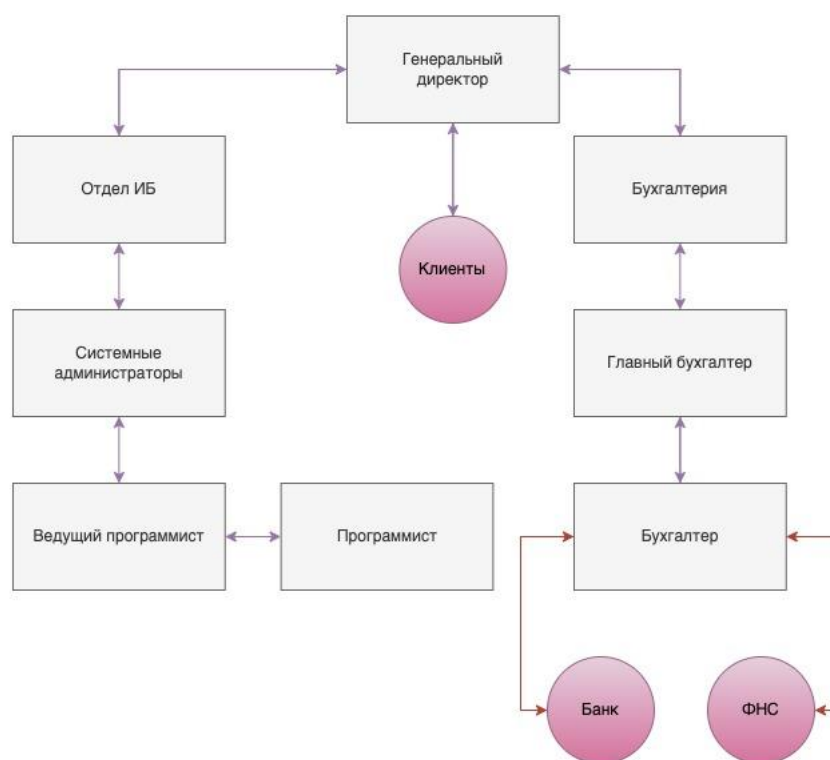 Генеральный
директор
Отдел ИБ
Бухгалтерия
Клиенты
Системные
администраторы
Главный бухгалтер
Ведущий программист
Программист
Бухгалтер
Банк
ФНС